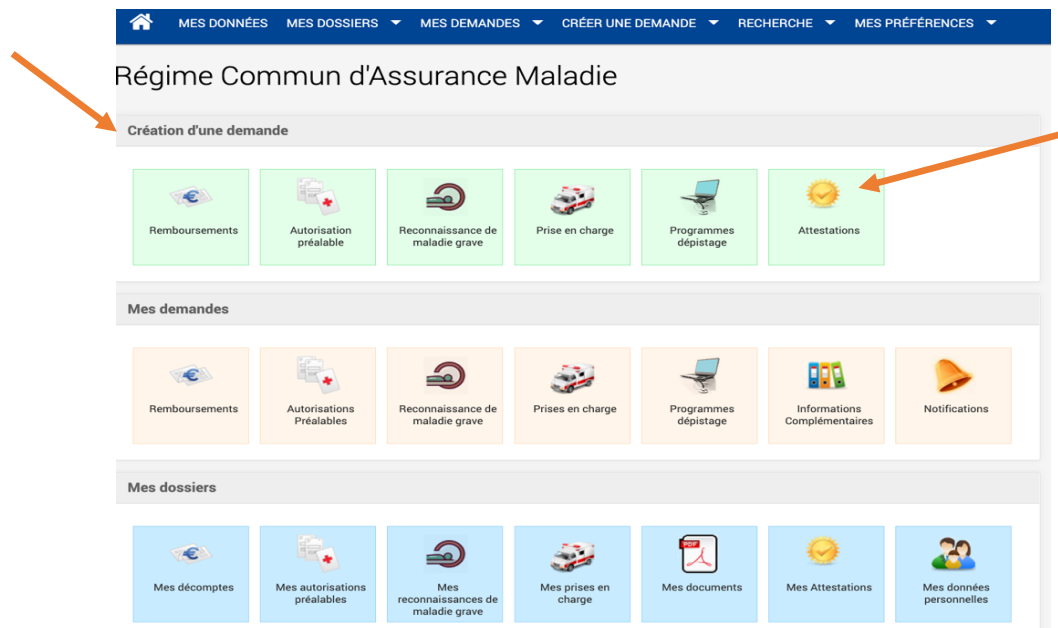 MES DONNÉES MES DOSSIERS MES DEMANDES CRÉER UNE DEMANDE RECHERCHE MES PRÉFÉRENCES
Régime Commun d'Assurance Maladie
Création d'une demande
Remboursements
Autorisation
préalable
Reconnaissance de
maladie grave
Prise en charge
Programmes
dépistage
Attestations
Mes demandes
Remboursements
Autorisations
Préalables
Reconnaissance de
maladie grave
Prises en charge
Programmes
dépistage
Informations
Complémentaires
Notifications
Mes dossiers
Mes décomptes
Mes autorisations
préalables
Mes
reconnaissances de
maladie grave
Mes prises en
charge
PDF
Mes documents
Mes Attestations
Mes données
personnelles